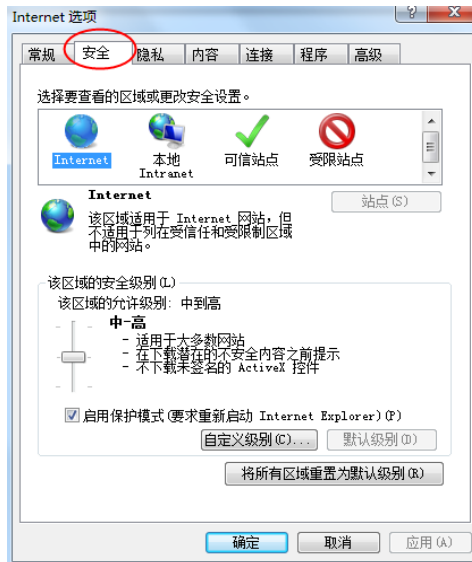 Internet 选项
常规 安全 隐私 内容 连接 程序 高级
选择要查看的区域或更改安全设置。
Internet 本地 Intranet 可信站点 受限站点
Internet
站点(S)
该区域适用于 Internet 网站，但
不适用于列在受信任和受限制区域
中的网站。
该区域的安全级别(L)
该区域的允许级别: 中到高
中-高
- 适用于大多数网站
- 在下载潜在的不安全内容之前提示
- 不下载未签名的 ActiveX 控件
启用保护模式(要求重新启动 Internet Explorer)(P)
自定义级别(C)... 默认级别(D)
将所有区域重置为默认级别(R)
确定 取消 应用(A)